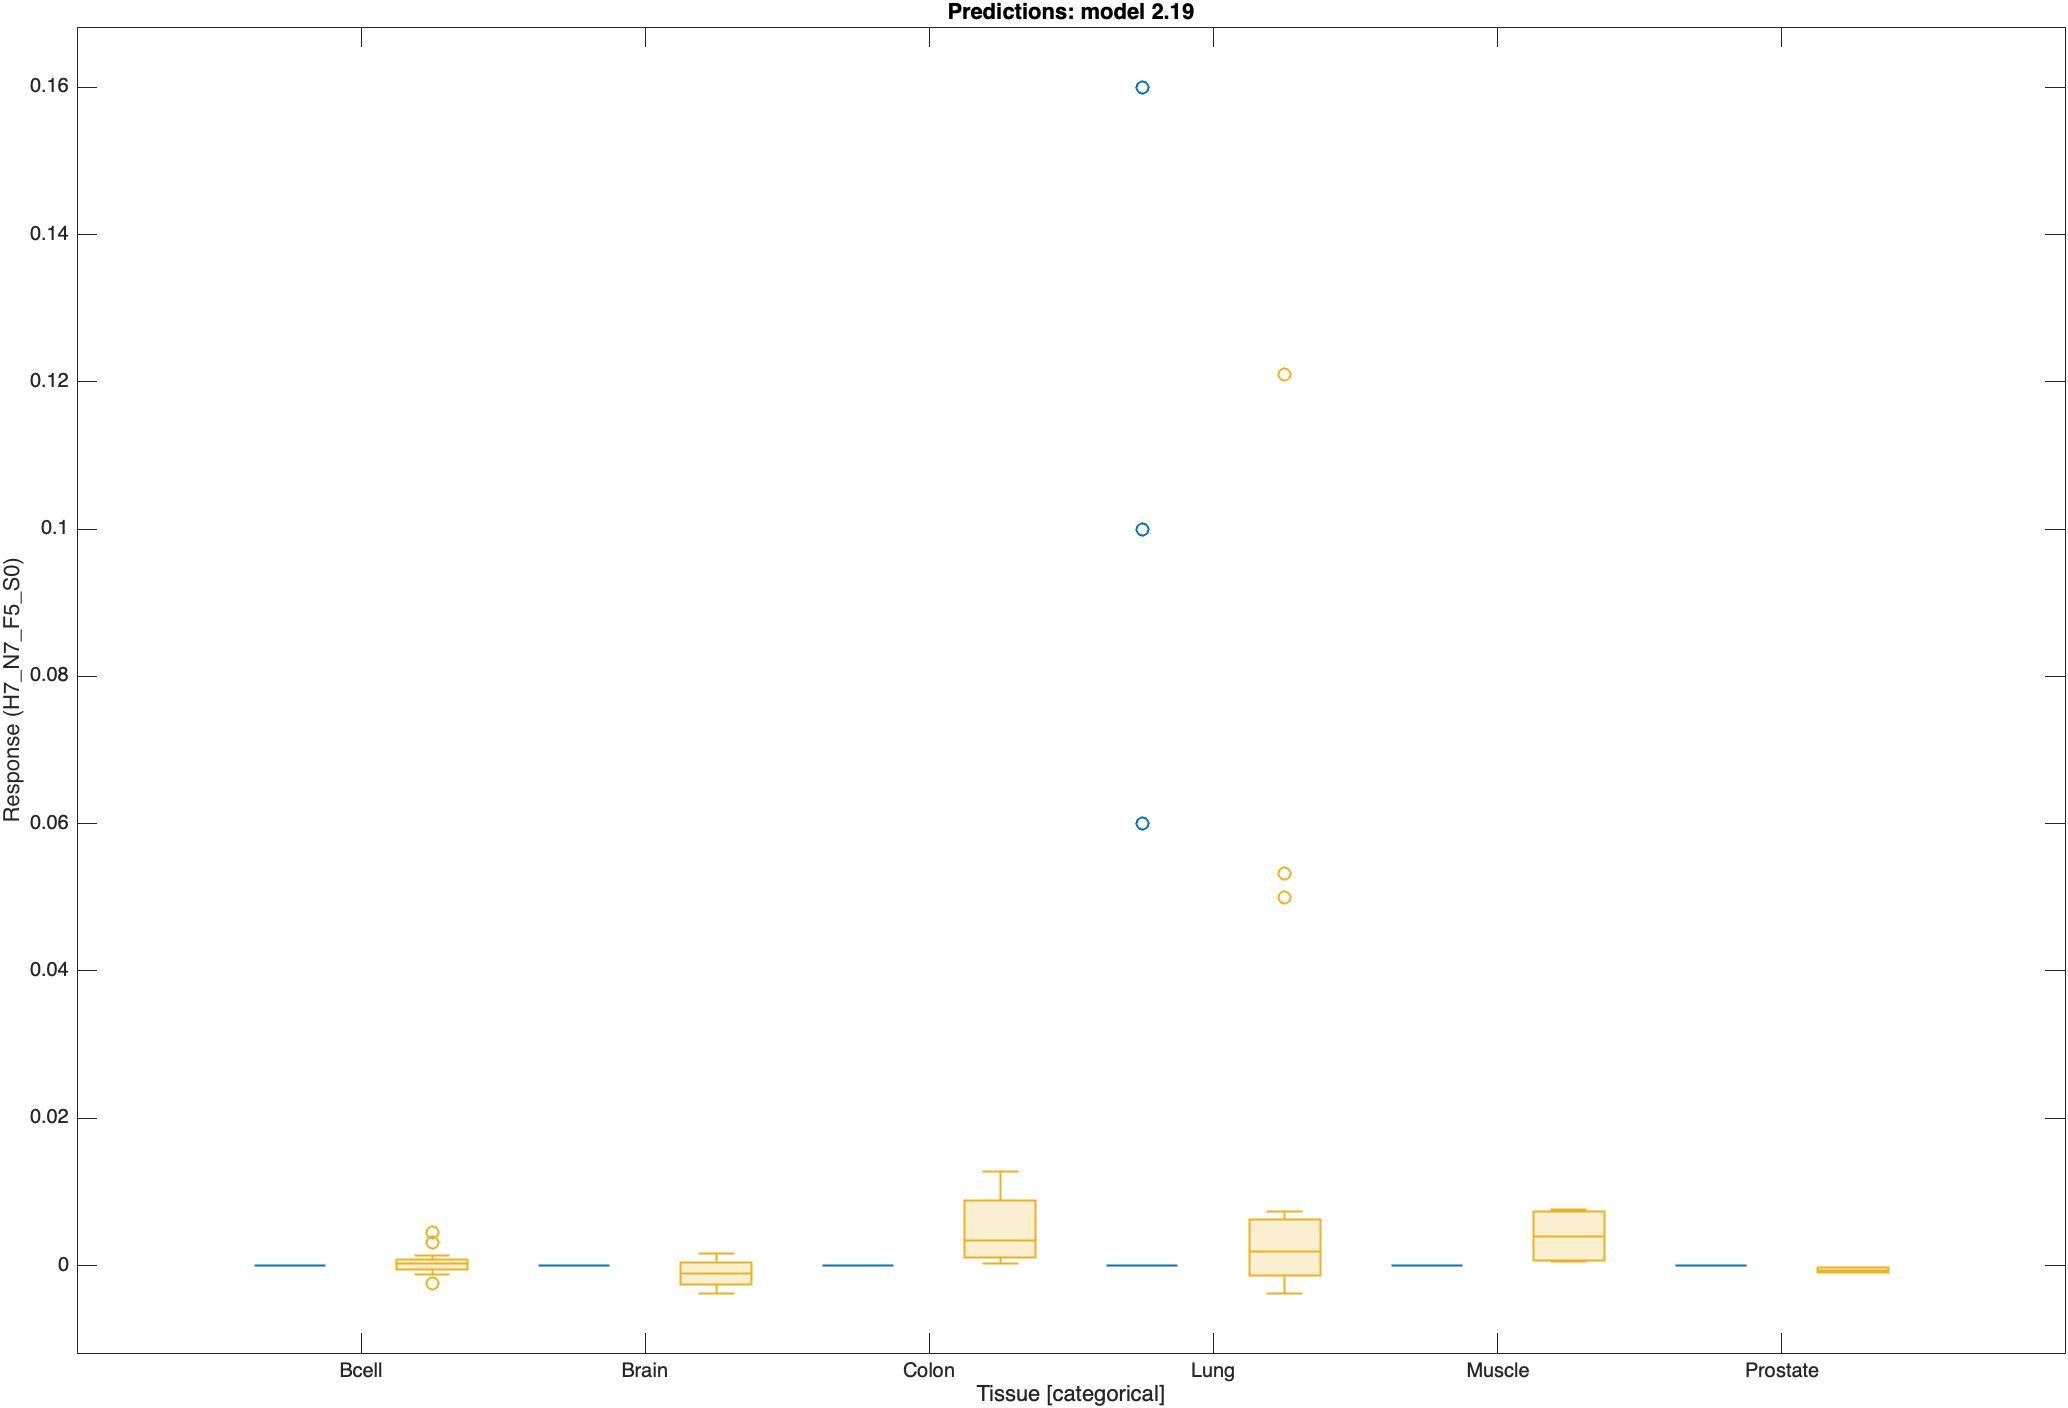 Predictions: model 2.19
0.16
0.14
0.12
0.1
0.08
0.06
0.04
0.02
0
Response (H7_N7_F5_S0)
Bcell Brain Colon Lung Muscle Prostate
Tissue [categorical]